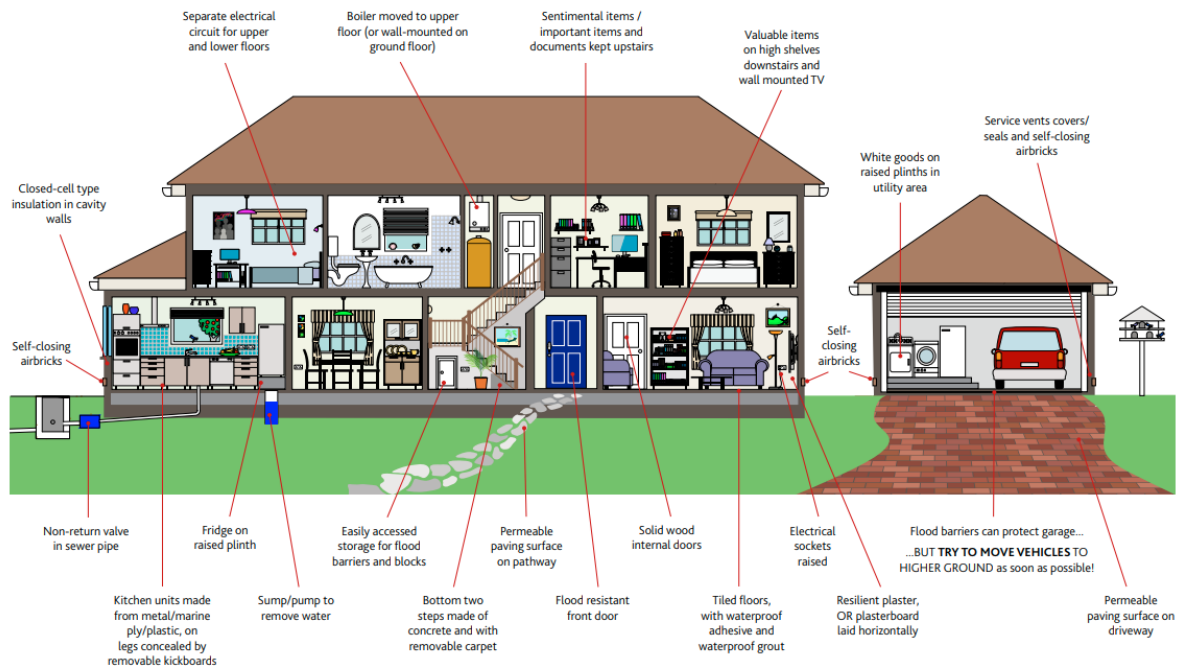 Separate electrical
circuit for upper
and lower floors
Boiler moved to upper
floor (or wall-mounted on
ground floor)
Sentimental items /
important items and
documents kept upstairs
Valuable items
on high shelves
downstairs and
wall mounted TV
Service vents covers/
seals and self-closing
airbricks
White goods on
raised plinths in
utility area
Closed-cell type
insulation in cavity
walls
Self-closing
airbricks
Self-
closing
airbricks
Non-return valve
in sewer pipe
Fridge on
raised plinth
Easily accessed
storage for flood
barriers and blocks
Permeable
paving surface
on pathway
Solid wood
internal doors
Electrical
sockets
raised
Flood barriers can protect garage...
...BUT TRY TO MOVE VEHICLES TO
HIGHER GROUND as soon as possible!
Kitchen units made
from metal/marine
ply/plastic, on
legs concealed by
removable kickboards
Sump/pump to
remove water
Bottom two
steps made of
concrete and with
removable carpet
Flood resistant
front door
Tiled floors,
with waterproof
adhesive and
waterproof grout
Resilient plaster,
OR plasterboard
laid horizontally
Permeable
paving surface on
driveway